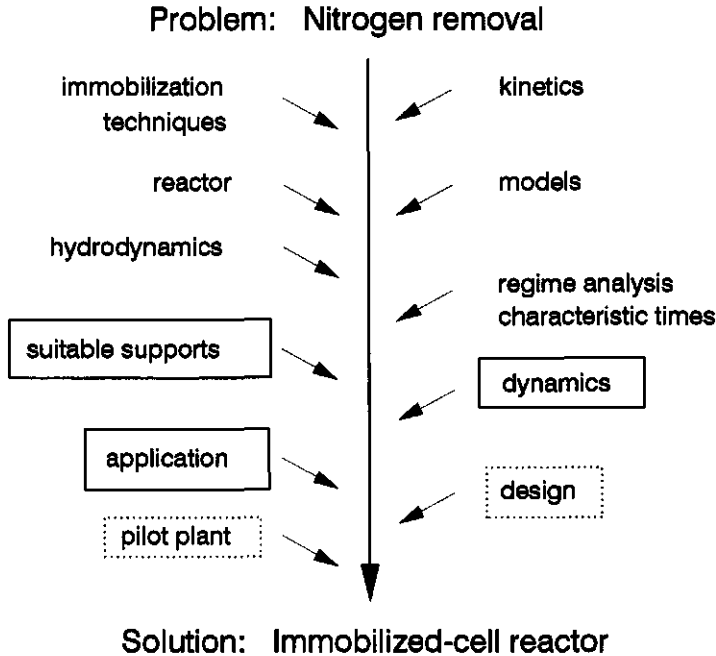 Problem: Nitrogen removal
immobilization
techniques
kinetics
reactor
models
hydrodynamics
regime analysis
characteristic times
suitable supports
dynamics
application
design
pilot plant
Solution: Immobilized-cell reactor